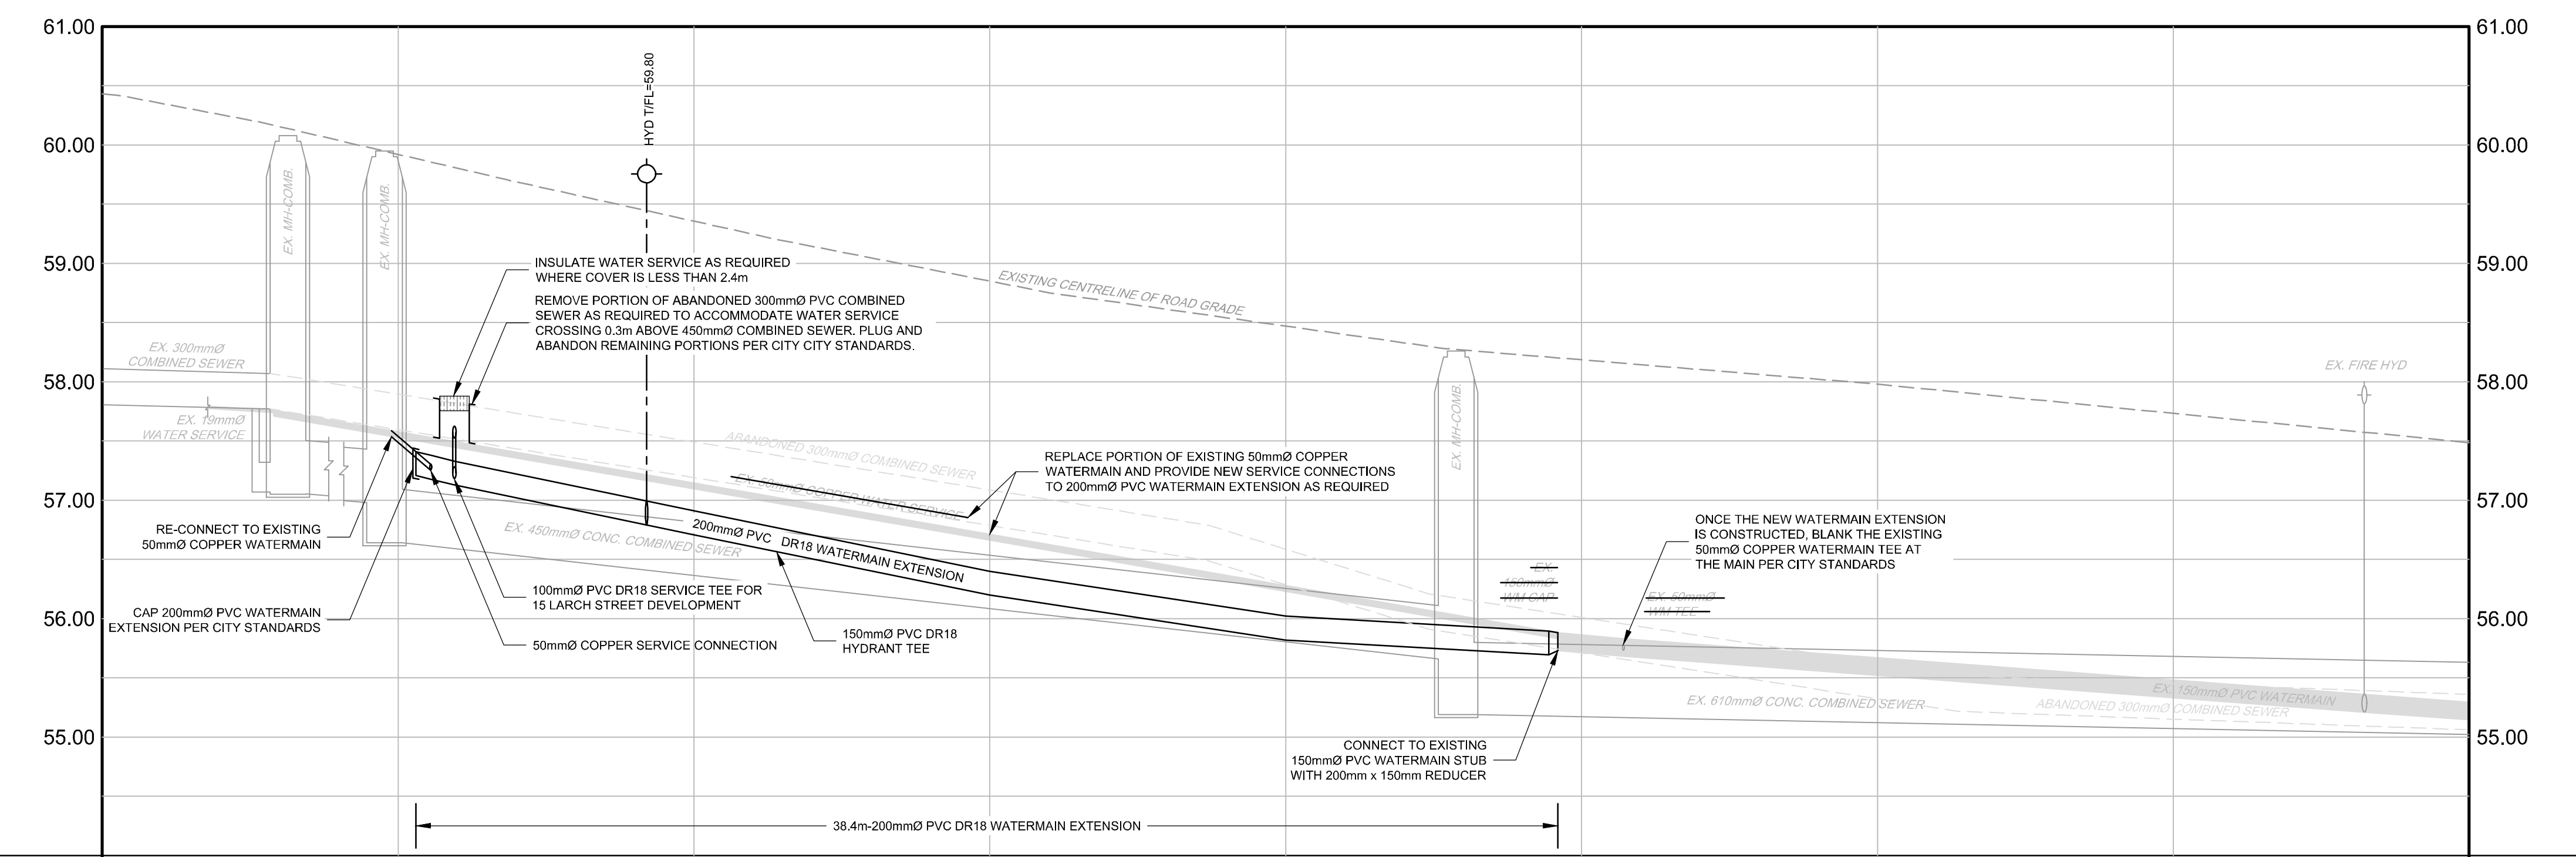 61.00
61.00
HYD T/FL=59.80
60.00
60.00
EX. MH-COMB.
EX. MH-COMB.
59.00
59.00
INSULATE WATER SERVICE AS REQUIRED
WHERE COVER IS LESS THAN 2.4m
REMOVE PORTION OF ABANDONED 300mmØ PVC COMBINED
SEWER AS REQUIRED TO ACCOMMODATE WATER SERVICE
CROSSING 0.3m ABOVE 450mmØ COMBINED SEWER. PLUG AND
ABANDON REMAINING PORTIONS PER CITY CITY STANDARDS.
EXISTING CENTRELINE OF ROAD GRADE
EX. 300mmØ
COMBINED SEWER
EX. FIRE HYD
58.00
58.00
EX. 19mmØ
WATER SERVICE
ABANDONED 300mmØ COMBINED SEWER
EX. MH-COMB.
EX. 50mmØ COPPER WATER SERVICE
REPLACE PORTION OF EXISTING 50mmØ COPPER
WATERMAIN AND PROVIDE NEW SERVICE CONNECTIONS
TO 200mmØ PVC WATERMAIN EXTENSION AS REQUIRED
57.00
57.00
RE-CONNECT TO EXISTING
50mmØ COPPER WATERMAIN
EX. 450mmØ CONC. COMBINED SEWER
200mmØ PVC DR18 WATERMAIN EXTENSION
ONCE THE NEW WATERMAIN EXTENSION
IS CONSTRUCTED, BLANK THE EXISTING
50mmØ COPPER WATERMAIN TEE AT
THE MAIN PER CITY STANDARDS
EX.
150mmØ
WM CAP
EX. 50mmØ
WM TEE
100mmØ PVC DR18 SERVICE TEE FOR
15 LARCH STREET DEVELOPMENT
CAP 200mmØ PVC WATERMAIN
EXTENSION PER CITY STANDARDS
56.00
56.00
50mmØ COPPER SERVICE CONNECTION
150mmØ PVC DR18
HYDRANT TEE
EX. 610mmØ CONC. COMBINED SEWER
EX. 150mmØ PVC WATERMAIN
ABANDONED 300mmØ COMBINED SEWER
55.00
55.00
CONNECT TO EXISTING
150mmØ PVC WATERMAIN STUB
WITH 200mm x 150mm REDUCER
38.4m-200mmØ PVC DR18 WATERMAIN EXTENSION